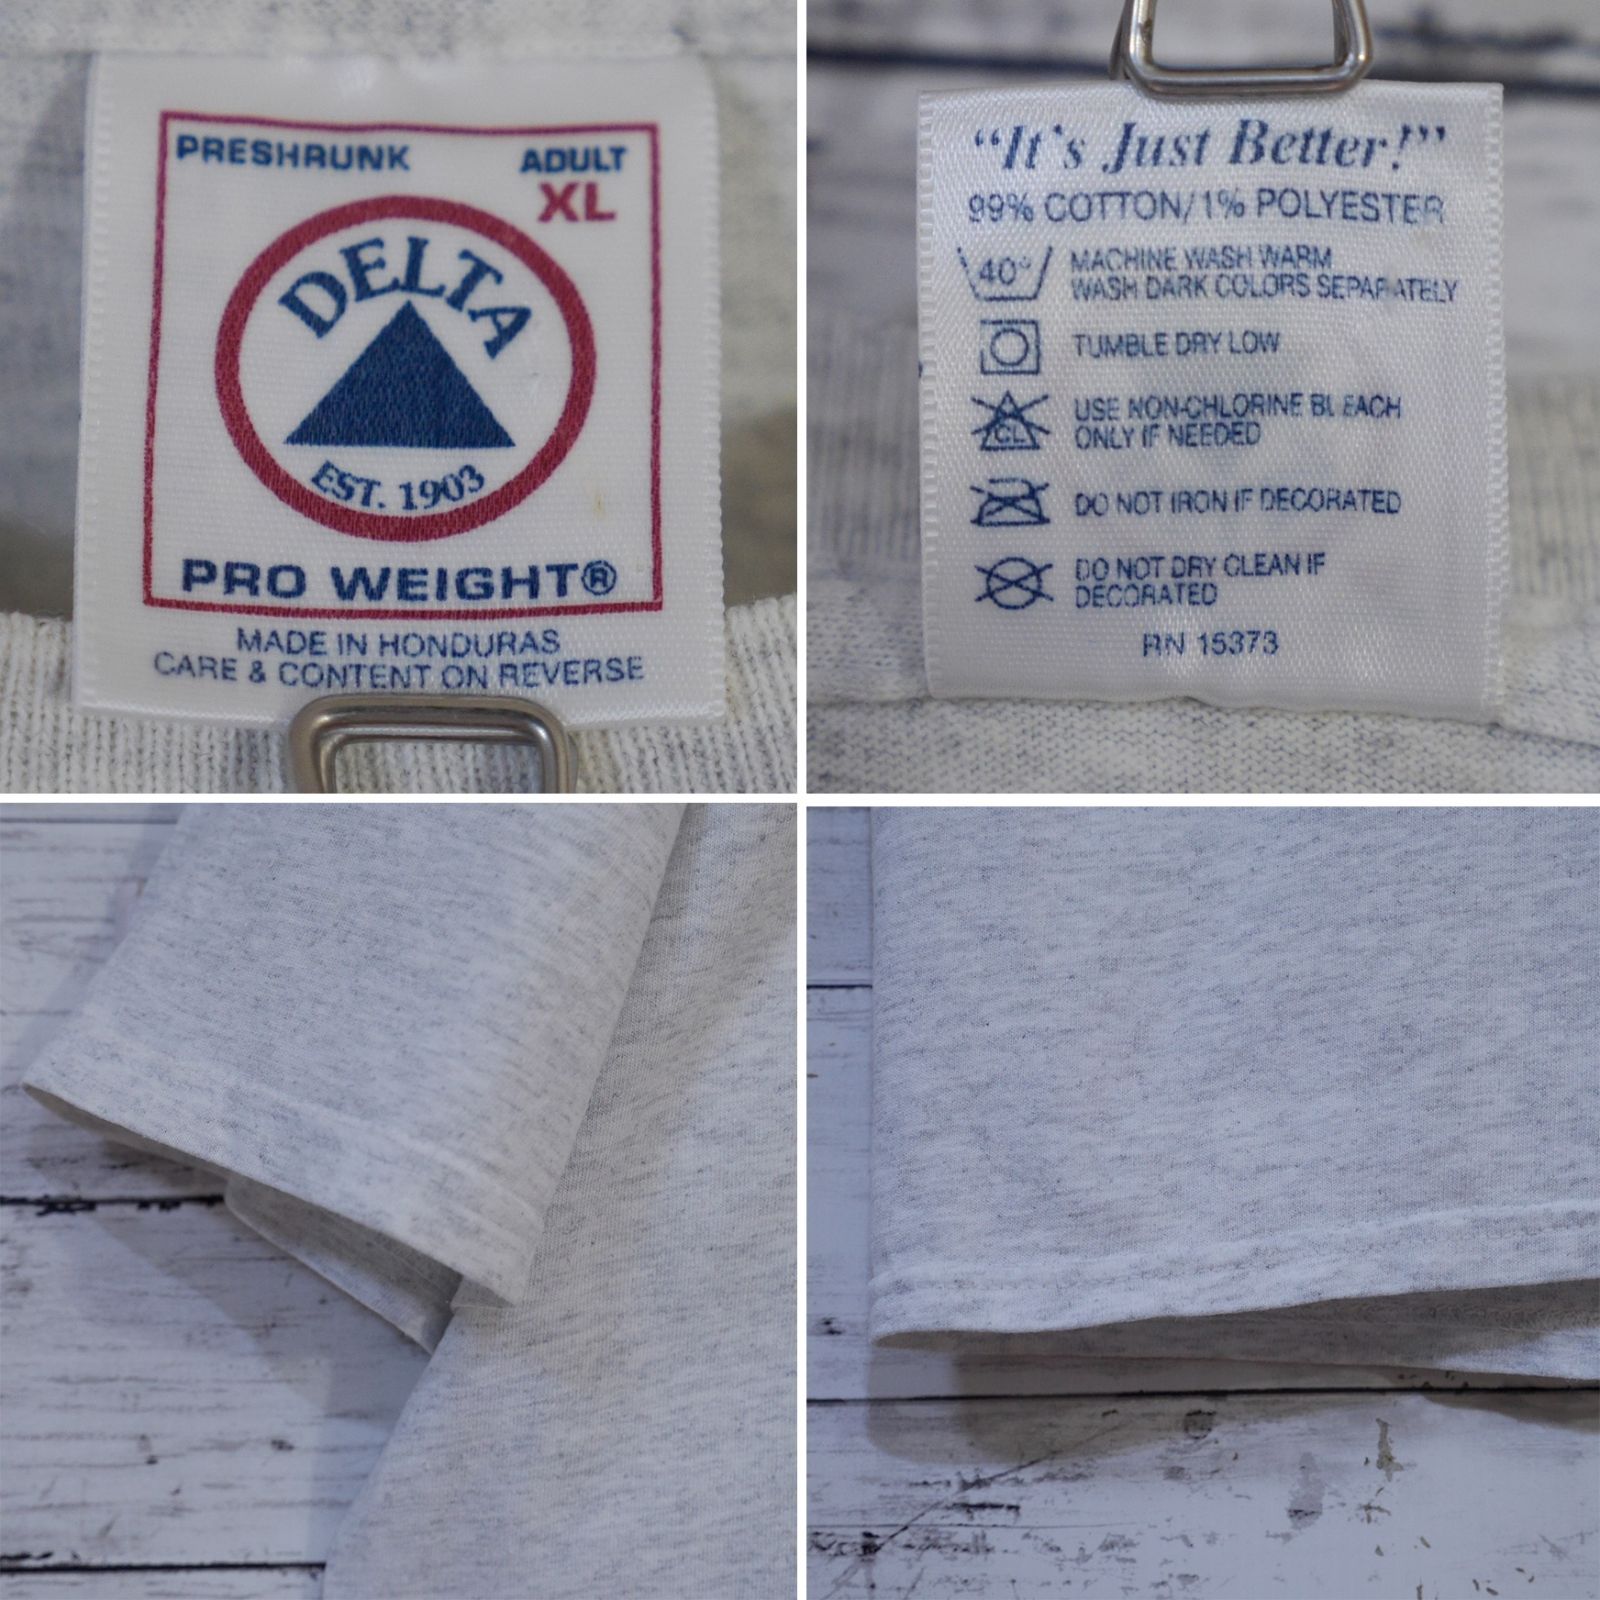 PRESHRUNK
ADULT
XL
DELTA
EST. 1903
PRO WEIGHT®
MADE IN HONDURAS
CARE & CONTENT ON REVERSE
"It's Just Better!"
99% COTTON/1% POLYESTER
40° MACHINE WASH WARM
WASH DARK COLORS SEPARATELY
TUMBLE DRY LOW
CL USE NON-CHLORINE BLEACH
ONLY IF NEEDED
DO NOT IRON IF DECORATED
DO NOT DRY CLEAN IF
DECORATED
RN 15373